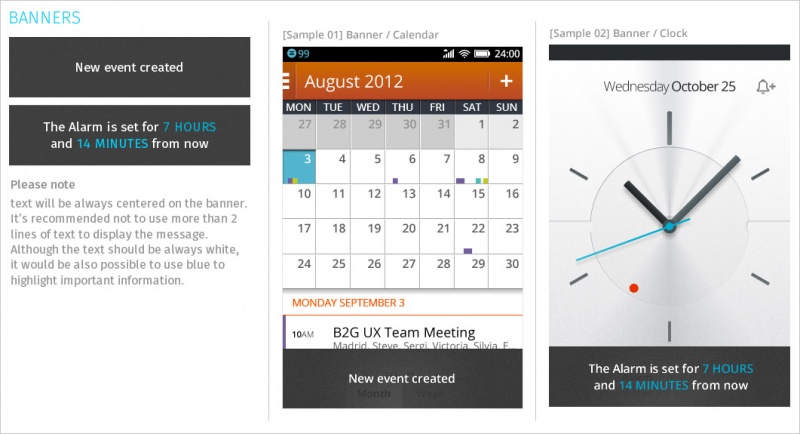 BANNERS
New event created
The Alarm is set for 7 HOURS
and 14 MINUTES from now
Please note
text will be always centered on the banner.
It's recommended not to use more than 2
lines of text to display the message.
Although the text should be always white,
it would be also possible to use blue to
highlight important information.
[Sample 01] Banner / Calendar
99 24:00
August 2012 +
MON TUE WED THU FRI SAT SUN
27 28 29 30 31 1 2
3 4 5 6 7 8 9
10 11 12 13 14 15 16
17 18 19 20 21 22 23
24 25 26 27 28 29 30
MONDAY SEPTEMBER 3
10AM B2G UX Team Meeting
Madrid, Steve, Sergi, Victoria, Silvia, E...
New event created
Month
[Sample 02] Banner / Clock
Wednesday October 25
The Alarm is set for 7 HOURS
and 14 MINUTES from now